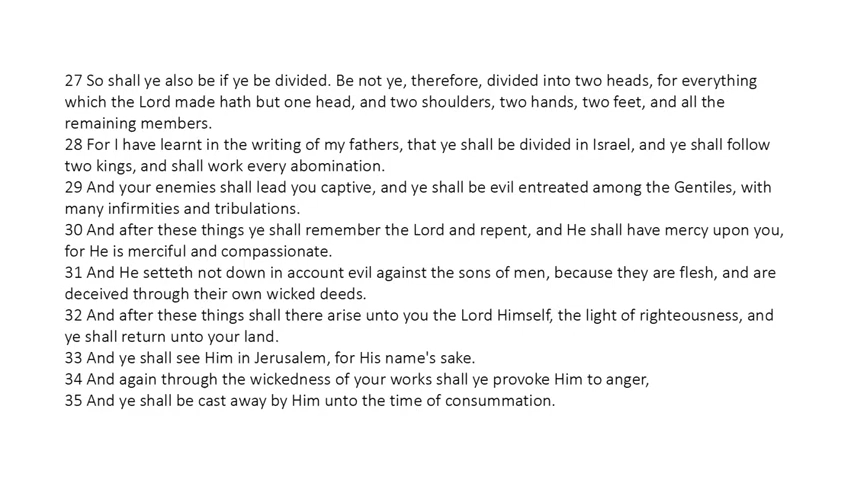 27 So shall ye also be if ye be divided. Be not ye, therefore, divided into two heads, for everything
which the Lord made hath but one head, and two shoulders, two hands, two feet, and all the
remaining members.
28 For I have learnt in the writing of my fathers, that ye shall be divided in Israel, and ye shall follow
two kings, and shall work every abomination.
29 And your enemies shall lead you captive, and ye shall be evil entreated among the Gentiles, with
many infirmities and tribulations.
30 And after these things ye shall remember the Lord and repent, and He shall have mercy upon you,
for He is merciful and compassionate.
31 And He setteth not down in account evil against the sons of men, because they are flesh, and are
deceived through their own wicked deeds.
32 And after these things shall there arise unto you the Lord Himself, the light of righteousness, and
ye shall return unto your land.
33 And ye shall see Him in Jerusalem, for His name's sake.
34 And again through the wickedness of your works shall ye provoke Him to anger,
35 And ye shall be cast away by Him unto the time of consummation.